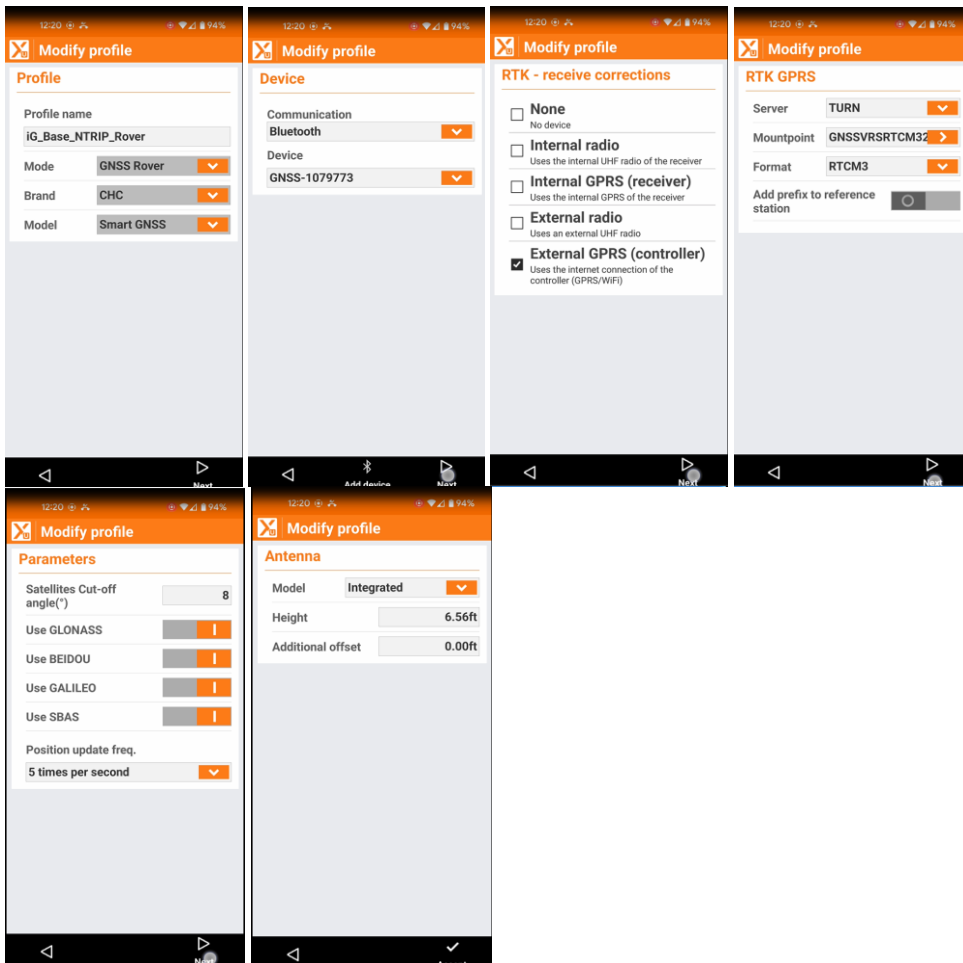 12:20
94%
Modify profile
Profile
Profile name
iG_Base_NTRIP_Rover
Mode GNSS Rover
Brand CHC
Model Smart GNSS
Next
12:20
94%
Modify profile
Device
Communication
Bluetooth
Device
GNSS-1079773
Add device
Next
12:20
94%
Modify profile
RTK - receive corrections
None
No device
Internal radio
Uses the internal UHF radio of the receiver
Internal GPRS (receiver)
Uses the internal GPRS of the receiver
External radio
Uses an external UHF radio
External GPRS (controller)
Uses the internet connection of the
controller (GPRS/WiFi)
Next
12:20
94%
Modify profile
RTK GPRS
Server TURN
Mountpoint GNSSVRSRTCM32
Format RTCM3
Add prefix to reference
station
Next
12:20
94%
Modify profile
Parameters
Satellites Cut-off
angle(°) 8
Use GLONASS
Use BEIDOU
Use GALILEO
Use SBAS
Position update freq.
5 times per second
Next
12:20
94%
Modify profile
Antenna
Model Integrated
Height 6.56ft
Additional offset 0.00ft